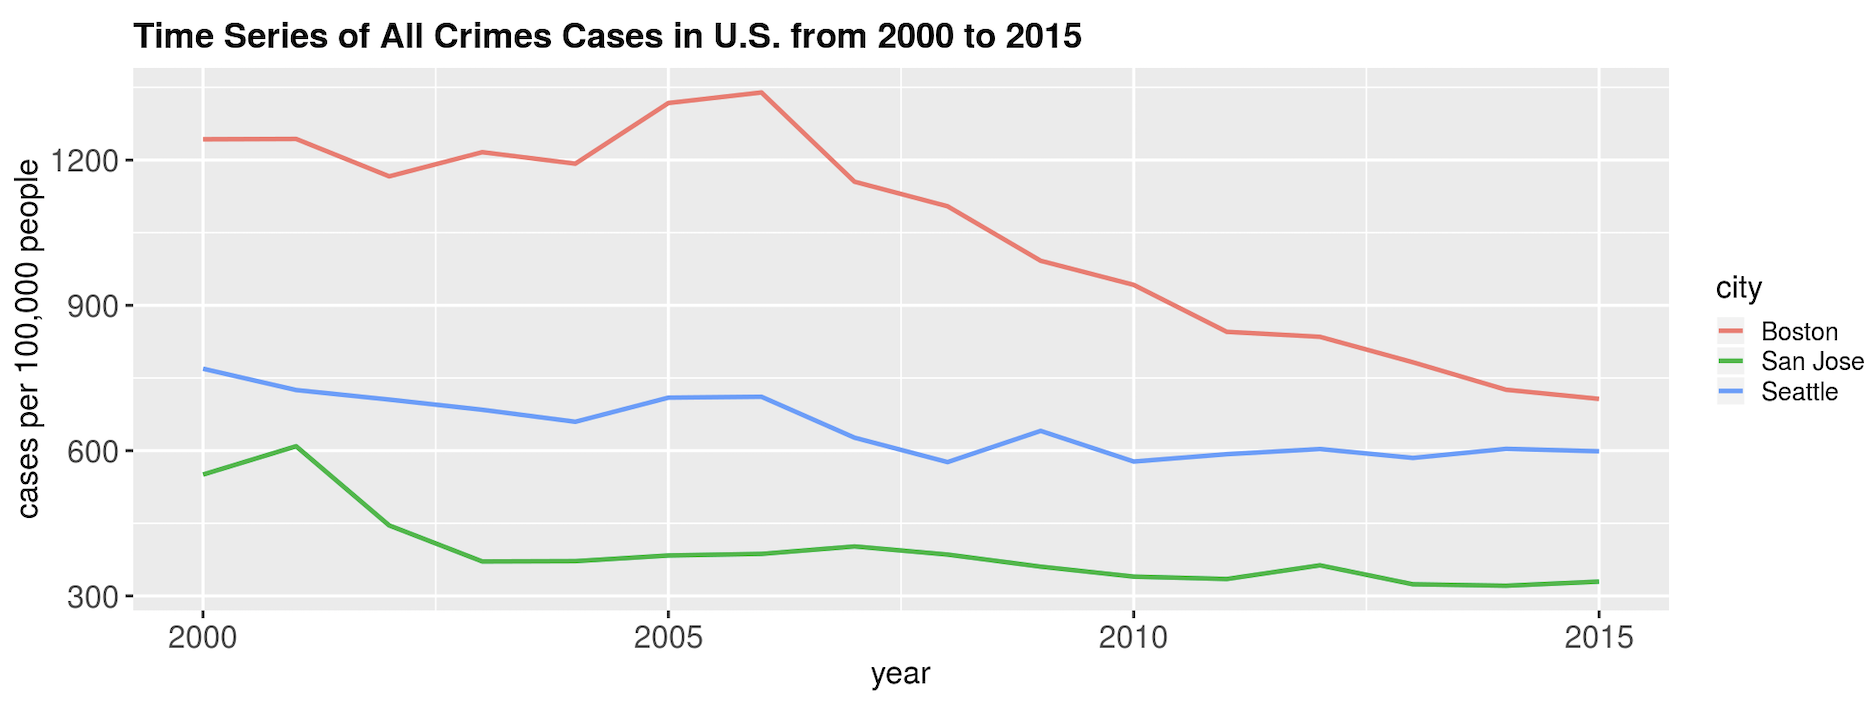 Time Series of All Crimes Cases in U.S. from 2000 to 2015
cases per 100,000 people
1200
900
600
300
2000 2005 2010 2015
year
city
Boston
San Jose
Seattle